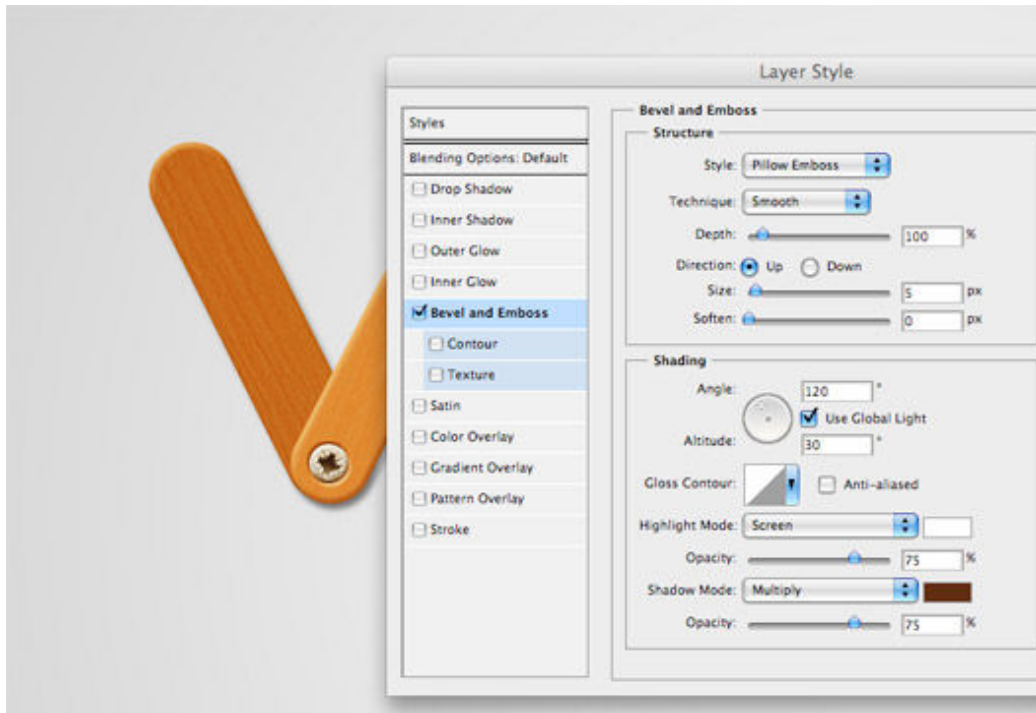 Layer Style
Styles
Blending Options: Default
Drop Shadow
Inner Shadow
Outer Glow
Inner Glow
Bevel and Emboss
Contour
Texture
Satin
Color Overlay
Gradient Overlay
Pattern Overlay
Stroke
Bevel and Emboss
Structure
Style: Pillow Emboss
Technique: Smooth
Depth: 100 %
Direction: Up Down
Size: 5 px
Soften: 0 px
Shading
Angle: 120 °
Use Global Light
Altitude: 30 °
Gloss Contour: Anti-aliased
Highlight Mode: Screen
Opacity: 75 %
Shadow Mode: Multiply
Opacity: 75 %